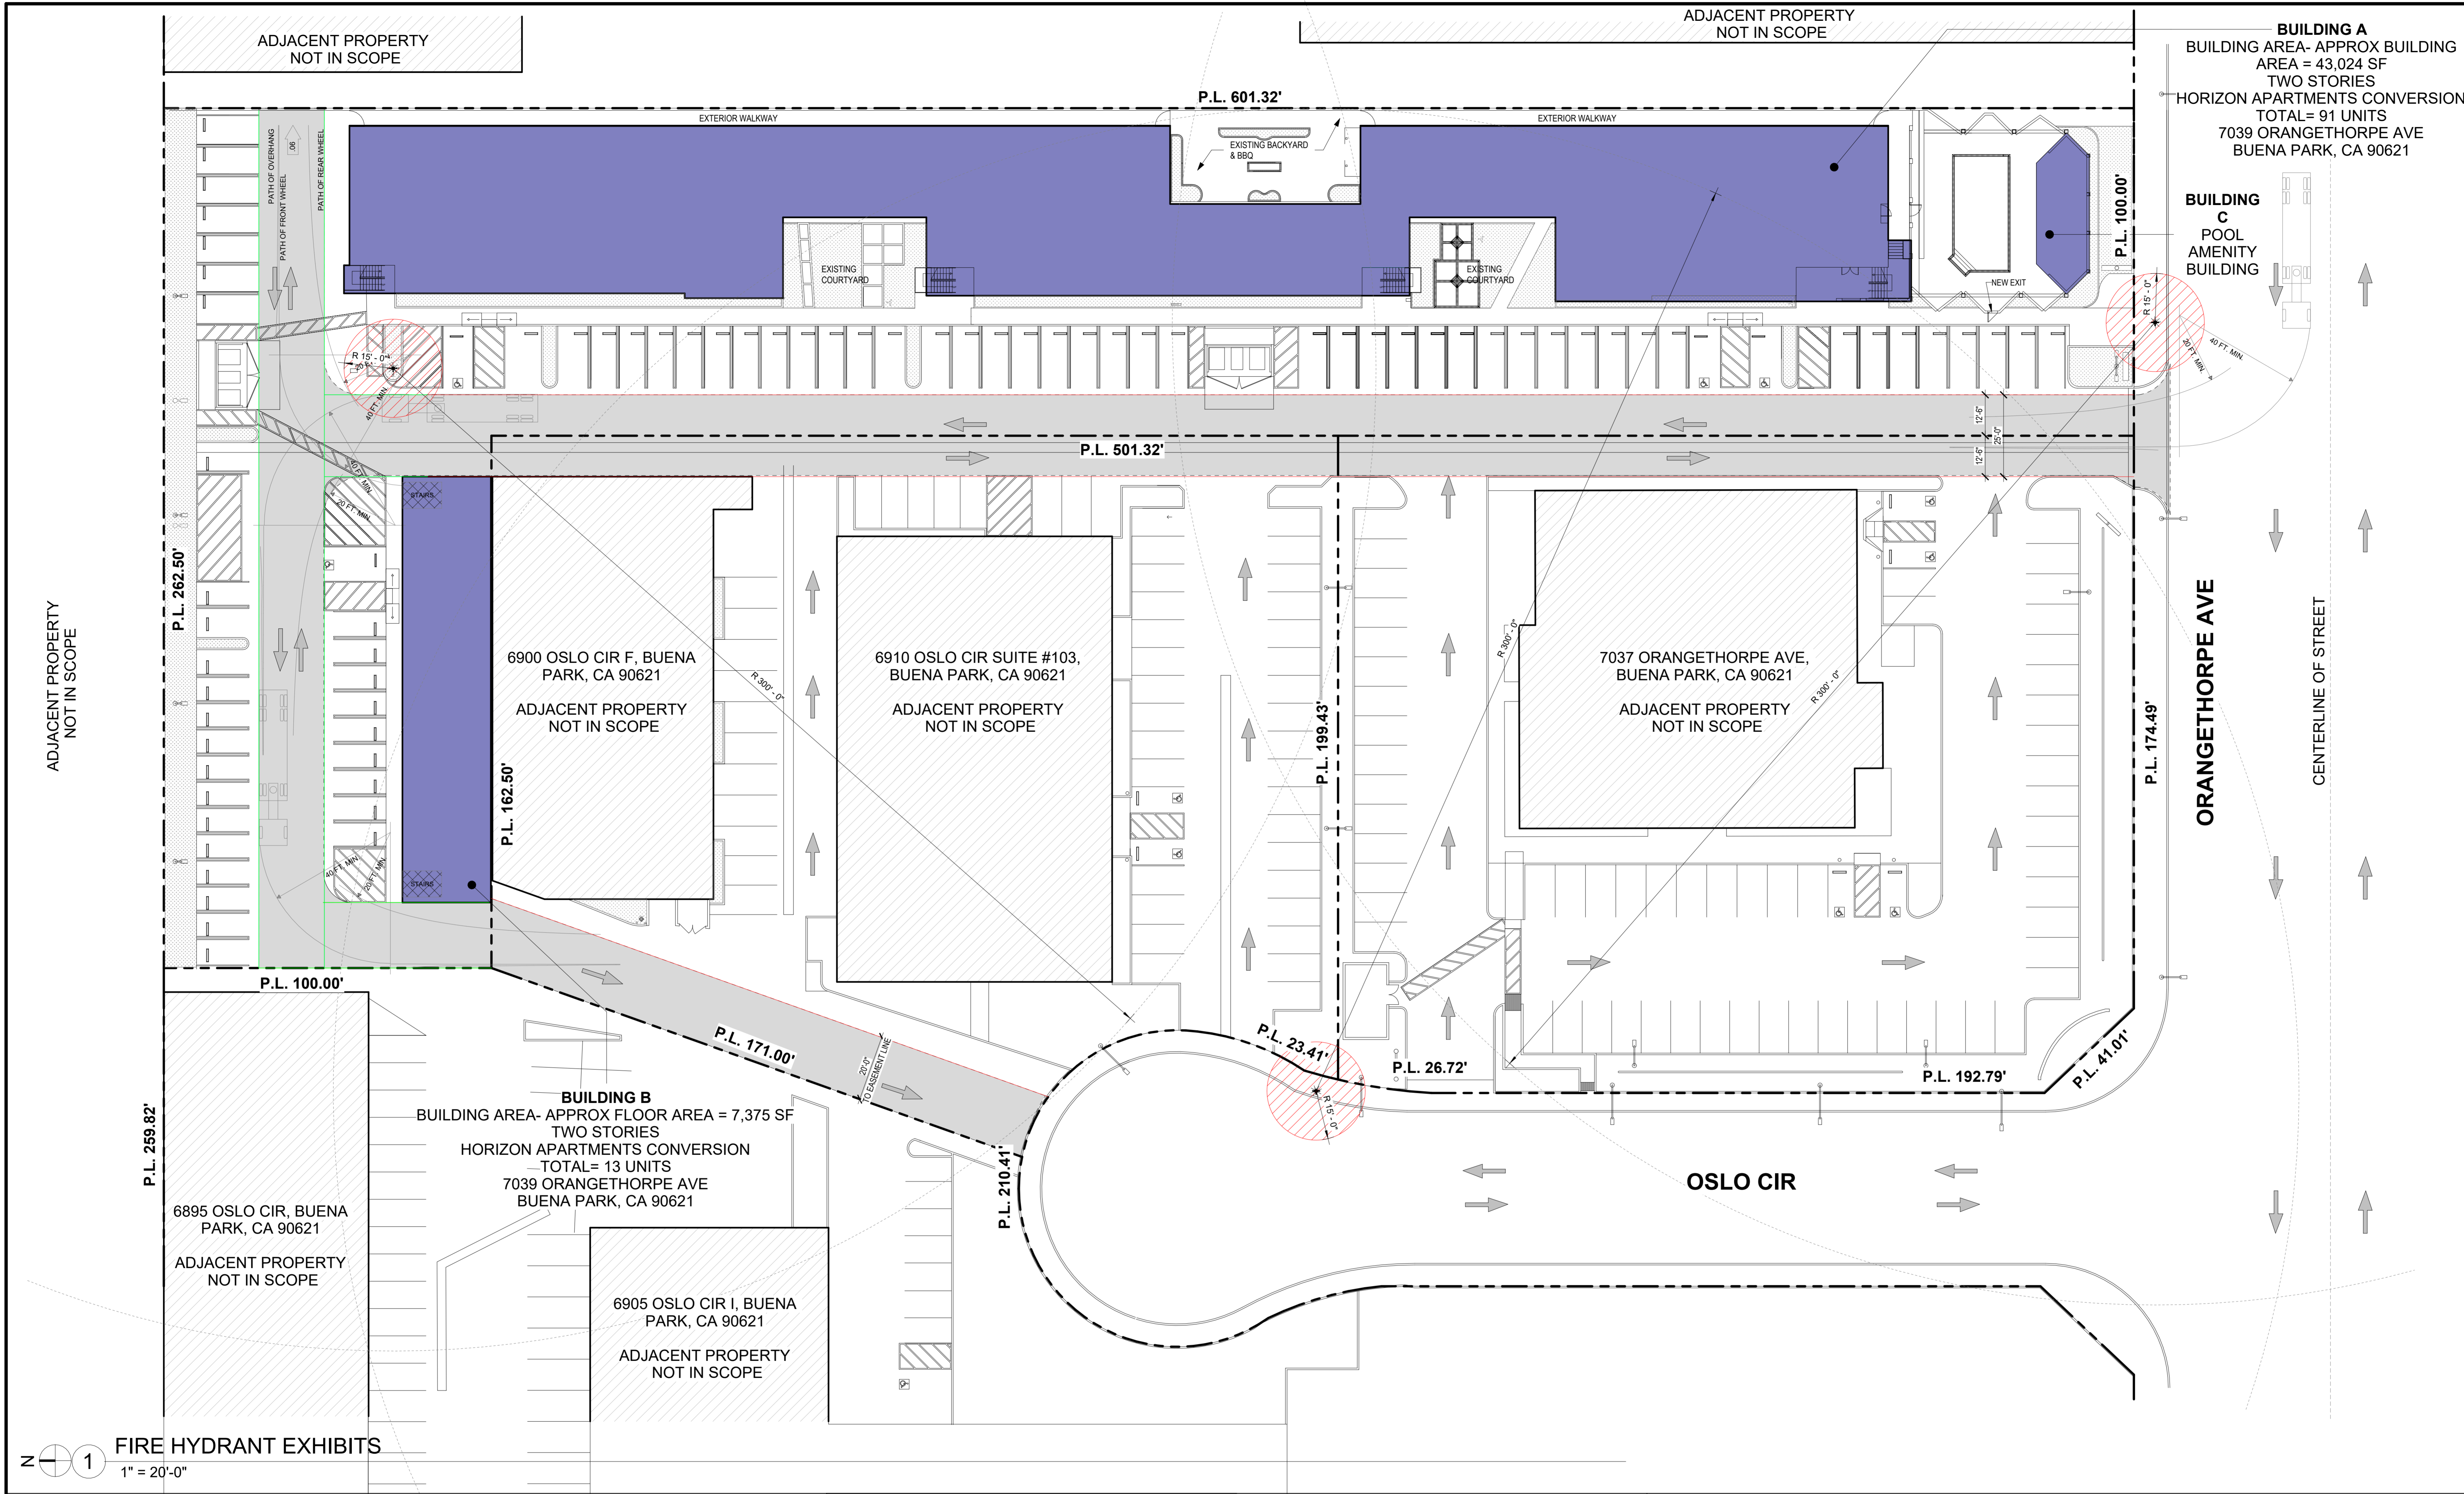 ADJACENT PROPERTY
NOT IN SCOPE
ADJACENT PROPERTY
NOT IN SCOPE
BUILDING A
BUILDING AREA- APPROX BUILDING
AREA = 43,024 SF
TWO STORIES
HORIZON APARTMENTS CONVERSION
TOTAL= 91 UNITS
7039 ORANGETHORPE AVE
BUENA PARK, CA 90621
P.L. 601.32'
EXTERIOR WALKWAY
EXTERIOR WALKWAY
EXISTING BACKYARD
& BBQ
PATH OF OVERHANG
PATH OF FRONT WHEEL
.06
PATH OF REAR WHEEL
P.L. 100.00'
BUILDING
C
POOL
AMENITY
BUILDING
EXISTING
COURTYARD
EXISTING
COURTYARD
NEW EXIT
R 15' - 0"
R 15' - 0"
20 FT. MIN.
40 FT. MIN.
40 FT. MIN.
12'-6"
25'-0"
12'-6"
P.L. 501.32'
40 FT. MIN.
20 FT. MIN.
STAIRS
P.L. 262.50'
ADJACENT PROPERTY
NOT IN SCOPE
6900 OSLO CIR F, BUENA
PARK, CA 90621
ADJACENT PROPERTY
NOT IN SCOPE
R 300' - 0"
6910 OSLO CIR SUITE #103,
BUENA PARK, CA 90621
ADJACENT PROPERTY
NOT IN SCOPE
P.L. 199.43'
R 300' - 0"
7037 ORANGETHORPE AVE,
BUENA PARK, CA 90621
ADJACENT PROPERTY
NOT IN SCOPE
R 300' - 0"
P.L. 174.49'
ORANGETHORPE AVE
CENTERLINE OF STREET
P.L. 162.50'
40 FT. MIN.
20 FT. MIN.
STAIRS
P.L. 100.00'
P.L. 171.00'
20'-0"
TO EASEMENT LINE
P.L. 23.41'
P.L. 26.72'
R 15' - 0"
P.L. 192.79'
P.L. 41.01'
BUILDING B
BUILDING AREA- APPROX FLOOR AREA = 7,375 SF
TWO STORIES
HORIZON APARTMENTS CONVERSION
TOTAL= 13 UNITS
7039 ORANGETHORPE AVE
BUENA PARK, CA 90621
P.L. 259.82'
P.L. 210.41'
OSLO CIR
6895 OSLO CIR, BUENA
PARK, CA 90621
ADJACENT PROPERTY
NOT IN SCOPE
6905 OSLO CIR I, BUENA
PARK, CA 90621
ADJACENT PROPERTY
NOT IN SCOPE
N
1
FIRE HYDRANT EXHIBITS
1" = 20'-0"